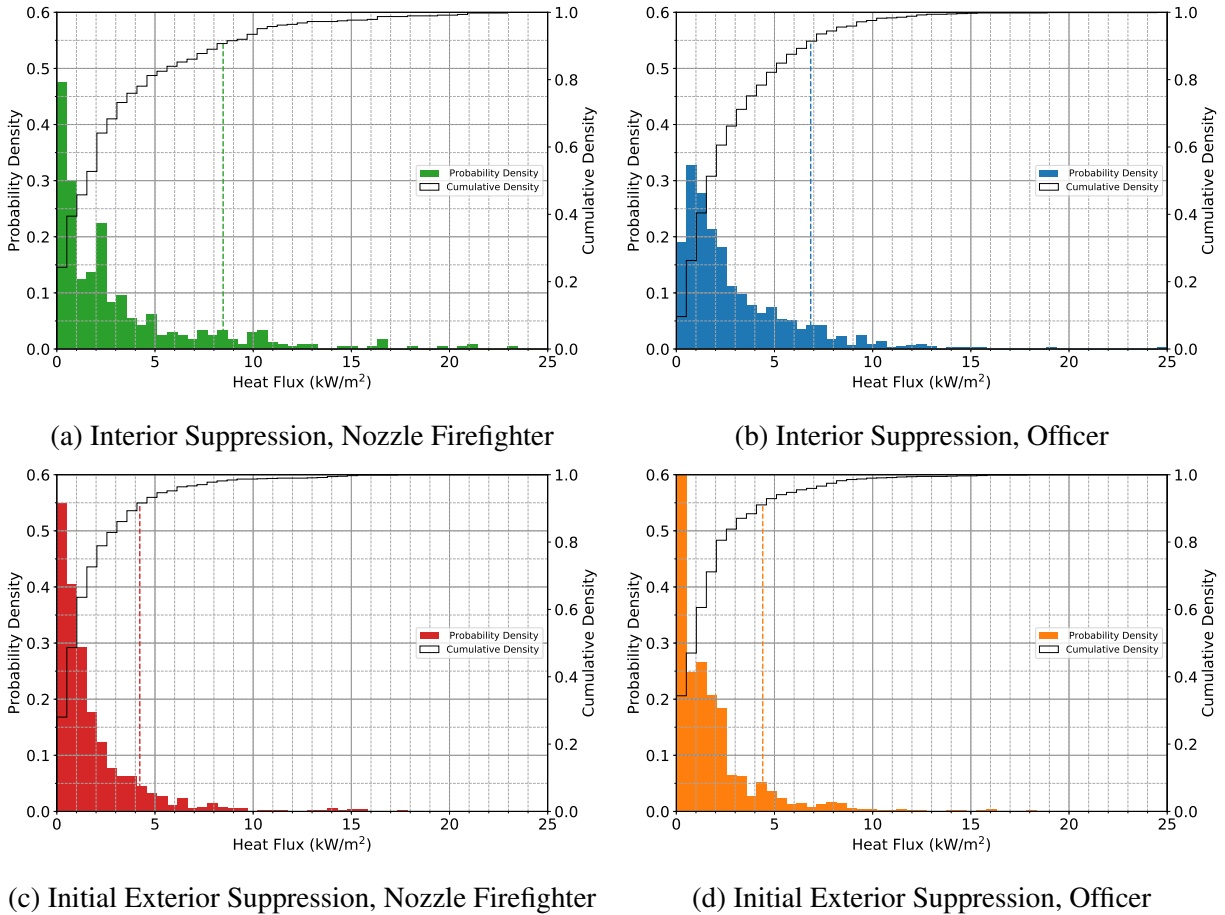 0.6
0.5
0.4
0.3
0.2
0.1
0.0
Probability Density
1.0
0.8
0.6
0.4
0.2
0.0
Cumulative Density
Probability Density
Cumulative Density
0 5 10 15 20 25
Heat Flux (kW/m²)
(a) Interior Suppression, Nozzle Firefighter
0.6
0.5
0.4
0.3
0.2
0.1
0.0
Probability Density
1.0
0.8
0.6
0.4
0.2
0.0
Cumulative Density
Probability Density
Cumulative Density
0 5 10 15 20 25
Heat Flux (kW/m²)
(b) Interior Suppression, Officer
0.6
0.5
0.4
0.3
0.2
0.1
0.0
Probability Density
1.0
0.8
0.6
0.4
0.2
0.0
Cumulative Density
Probability Density
Cumulative Density
0 5 10 15 20 25
Heat Flux (kW/m²)
(c) Initial Exterior Suppression, Nozzle Firefighter
0.6
0.5
0.4
0.3
0.2
0.1
0.0
Probability Density
1.0
0.8
0.6
0.4
0.2
0.0
Cumulative Density
Probability Density
Cumulative Density
0 5 10 15 20 25
Heat Flux (kW/m²)
(d) Initial Exterior Suppression, Officer